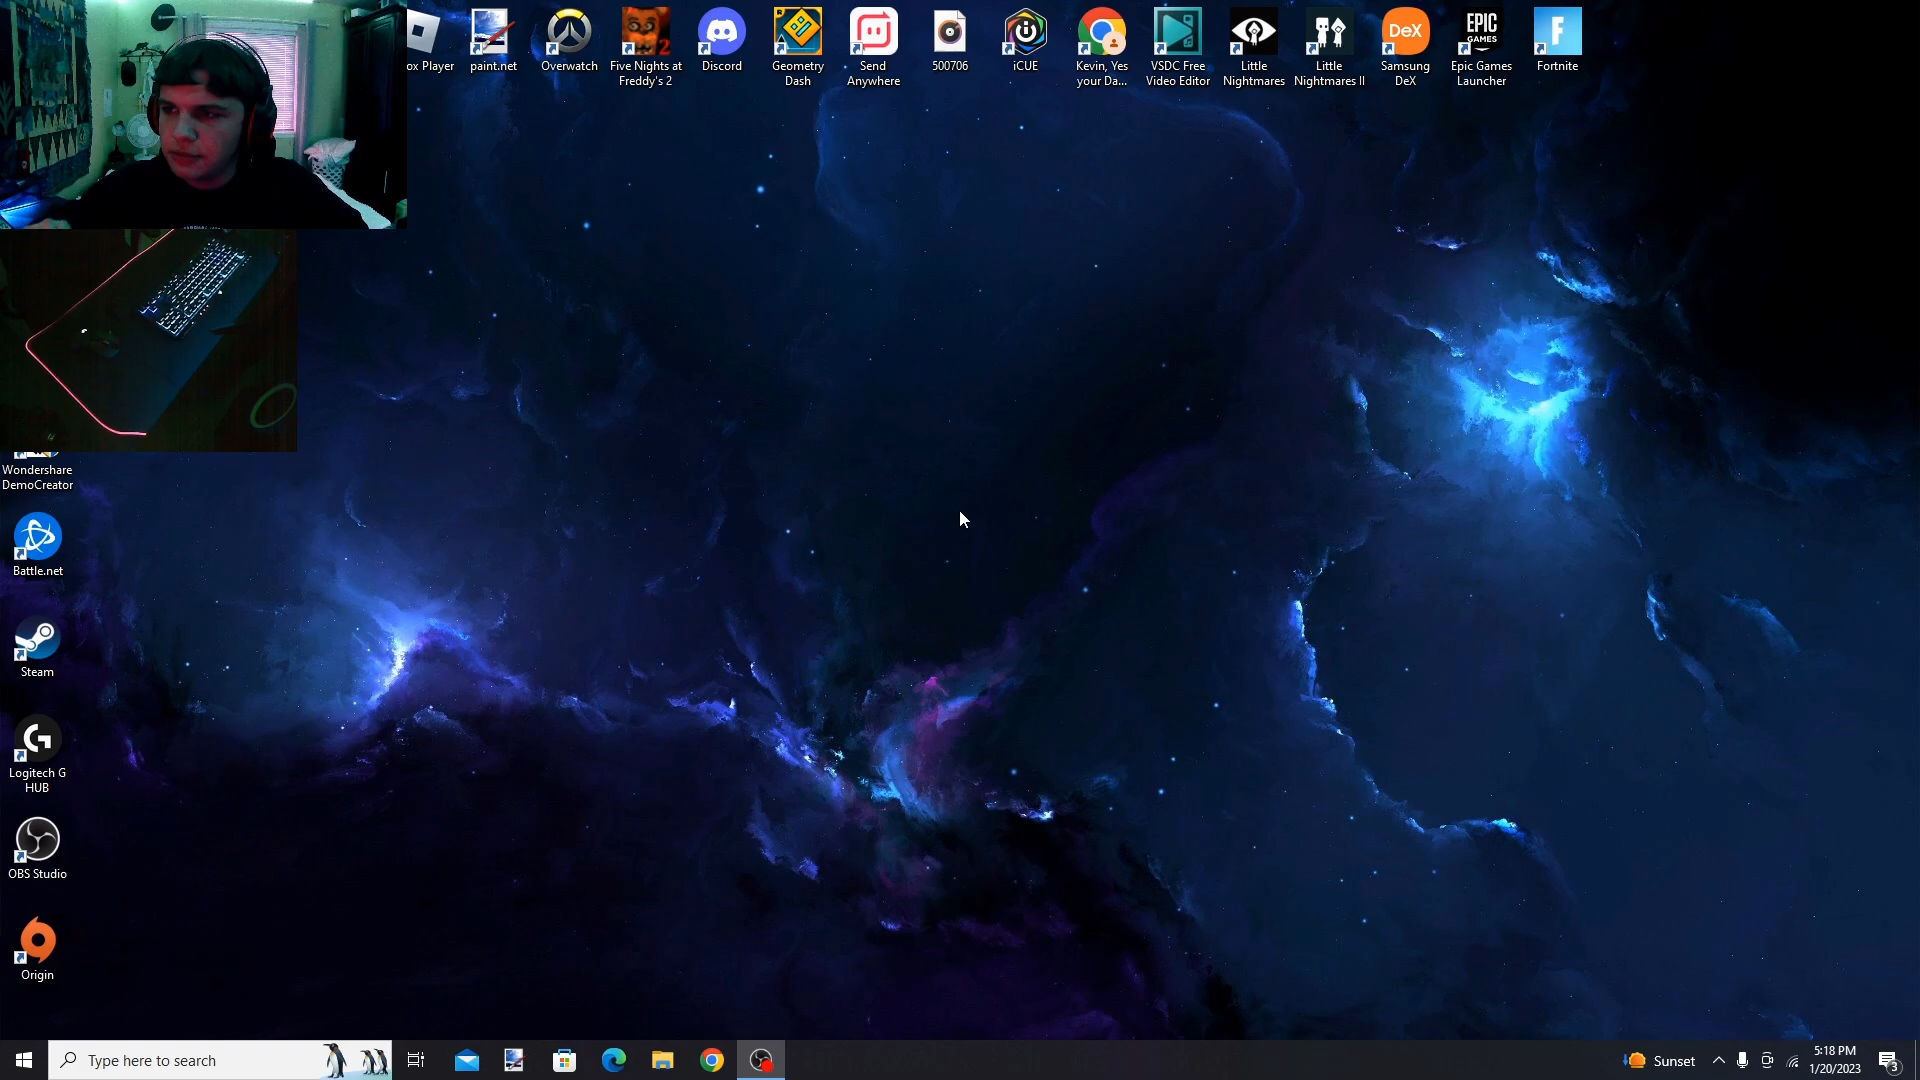 ox Player
paint.net
Overwatch
Five Nights at
Freddy's 2
Discord
Geometry
Dash
Send
Anywhere
500706
iCUE
Kevin, Yes
your Da...
VSDC Free
Video Editor
Little
Nightmares
Little
Nightmares II
DeX
Samsung
DeX
EPIC
GAMES
Epic Games
Launcher
F
Fortnite
Wondershare
DemoCreator
Battle.net
Steam
Logitech G
HUB
OBS Studio
Origin
Type here to search
Sunset
5:18 PM
1/20/2023
3